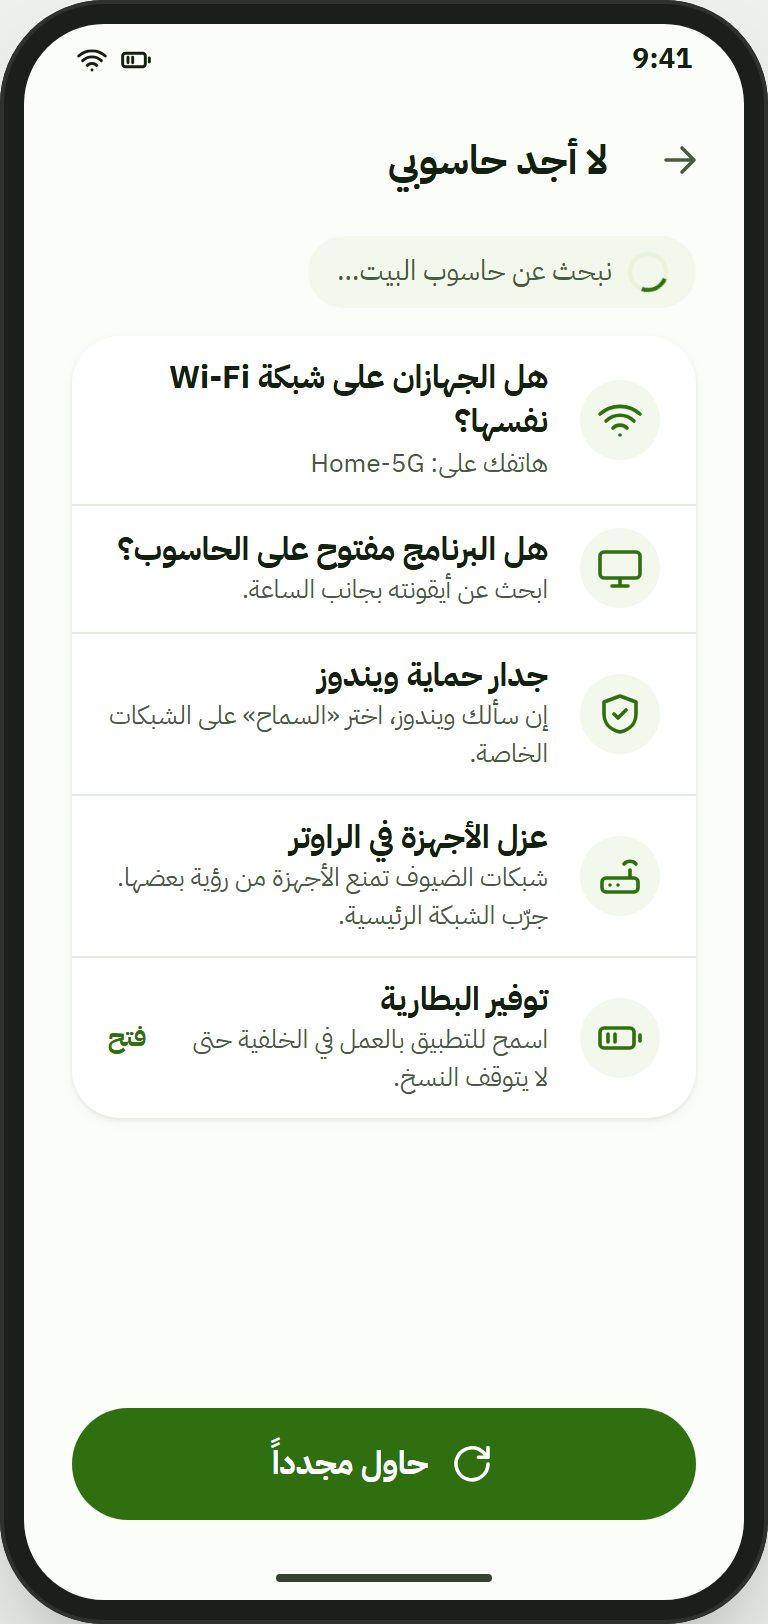 9:41
لا أجد حاسوبي
نبحث عن حاسوب البيت...
هل الجهازان على شبكة Wi-Fi
نفسها؟
هاتفك على: Home-5G
هل البرنامج مفتوح على الحاسوب؟
ابحث عن أيقونته بجانب الساعة.
جدار حماية ويندوز
إن سألك ويندوز، اختر «السماح» على الشبكات
الخاصة.
عزل الأجهزة في الراوتر
شبكات الضيوف تمنع الأجهزة من رؤية بعضها.
جرّب الشبكة الرئيسية.
توفير البطارية
اسمح للتطبيق بالعمل في الخلفية حتى
لا يتوقف النسخ.
فتح
حاول مجدداً